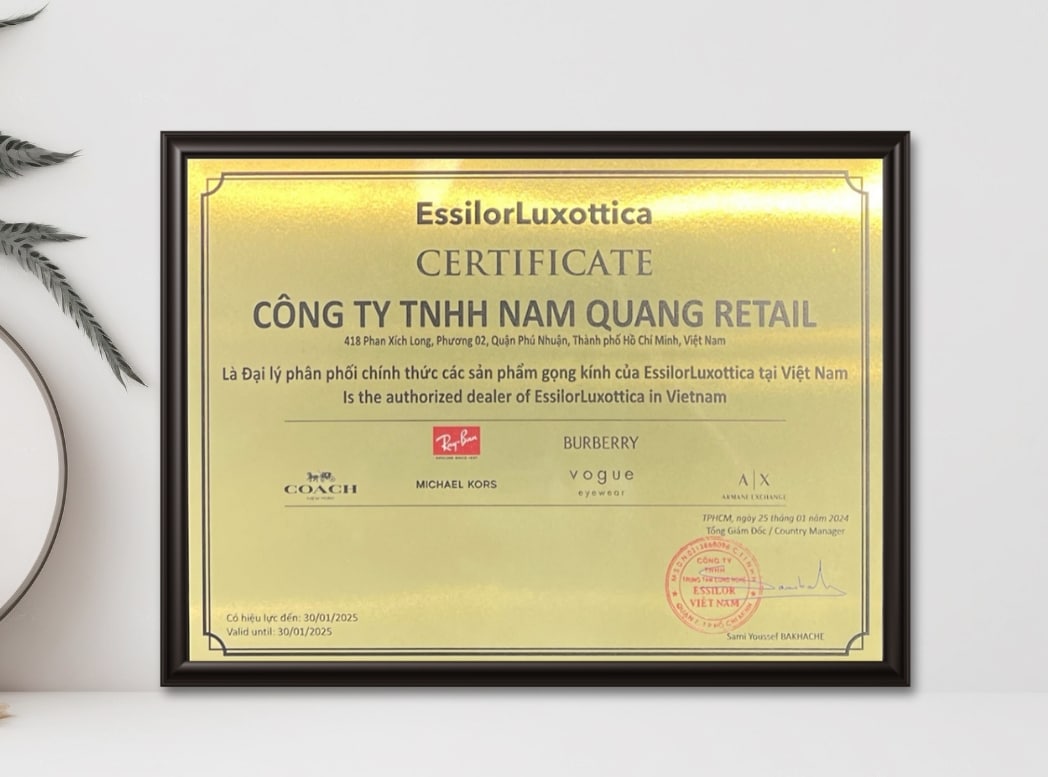 EssilorLuxottica
CERTIFICATE
CÔNG TY TNHH NAM QUANG RETAIL
418 Phan Xích Long, Phương 02, Quận Phú Nhuận, Thành phố Hồ Chí Minh, Việt Nam
Là Đại lý phân phối chính thức các sản phẩm gọng kính của EssilorLuxottica tại Việt Nam
Is the authorized dealer of EssilorLuxottica in Vietnam
Ray-Ban
BURBERRY
COACH
MICHAEL KORS
vogue
eyewear
A|X
ARMANI EXCHANGE
TPHCM, ngày 25 tháng 01 năm 2024
Tổng Giám Đốc / Country Manager
CÔNG TY
TNHH
ESSILOR
VIỆT NAM
Sami Youssef BAKHACHE
Có hiệu lực đến: 30/01/2025
Valid until: 30/01/2025